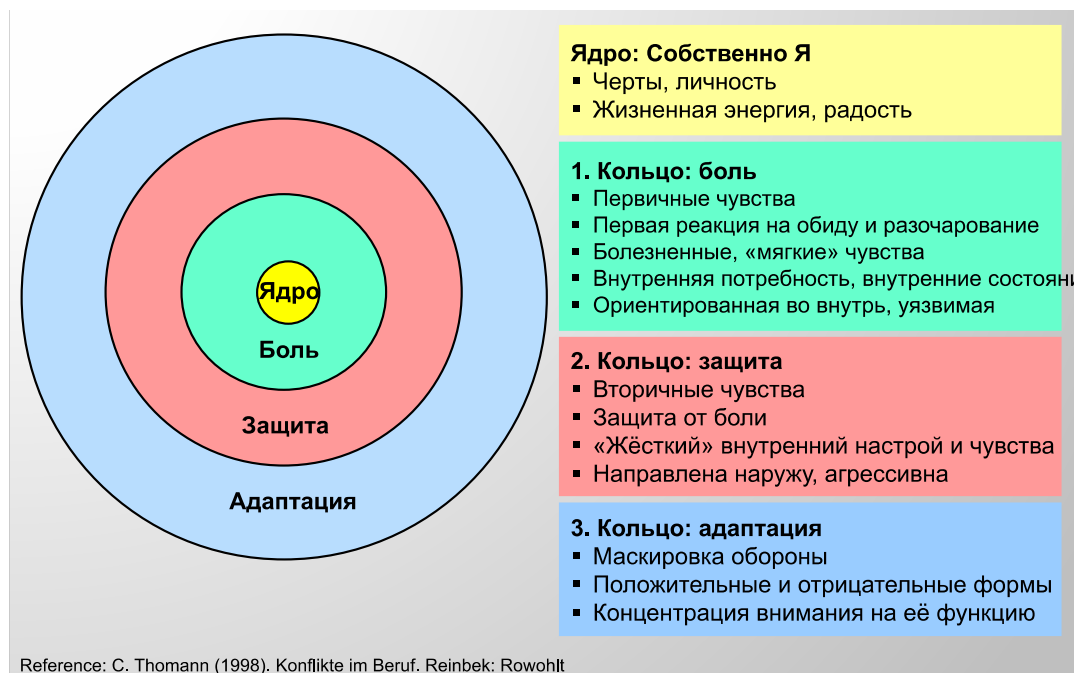 Ядро
Боль
Защита
Адаптация
Ядро: Собственно Я
▪ Черты, личность
▪ Жизненная энергия, радость
1. Кольцо: боль
▪ Первичные чувства
▪ Первая реакция на обиду и разочарование
▪ Болезненные, «мягкие» чувства
▪ Внутренняя потребность, внутренние состояни
▪ Ориентированная во внутрь, уязвимая
2. Кольцо: защита
▪ Вторичные чувства
▪ Защита от боли
▪ «Жёсткий» внутренний настрой и чувства
▪ Направлена наружу, агрессивна
3. Кольцо: адаптация
▪ Маскировка обороны
▪ Положительные и отрицательные формы
▪ Концентрация внимания на её функцию
Reference: C. Thomann (1998). Konflikte im Beruf. Reinbek: Rowohlt